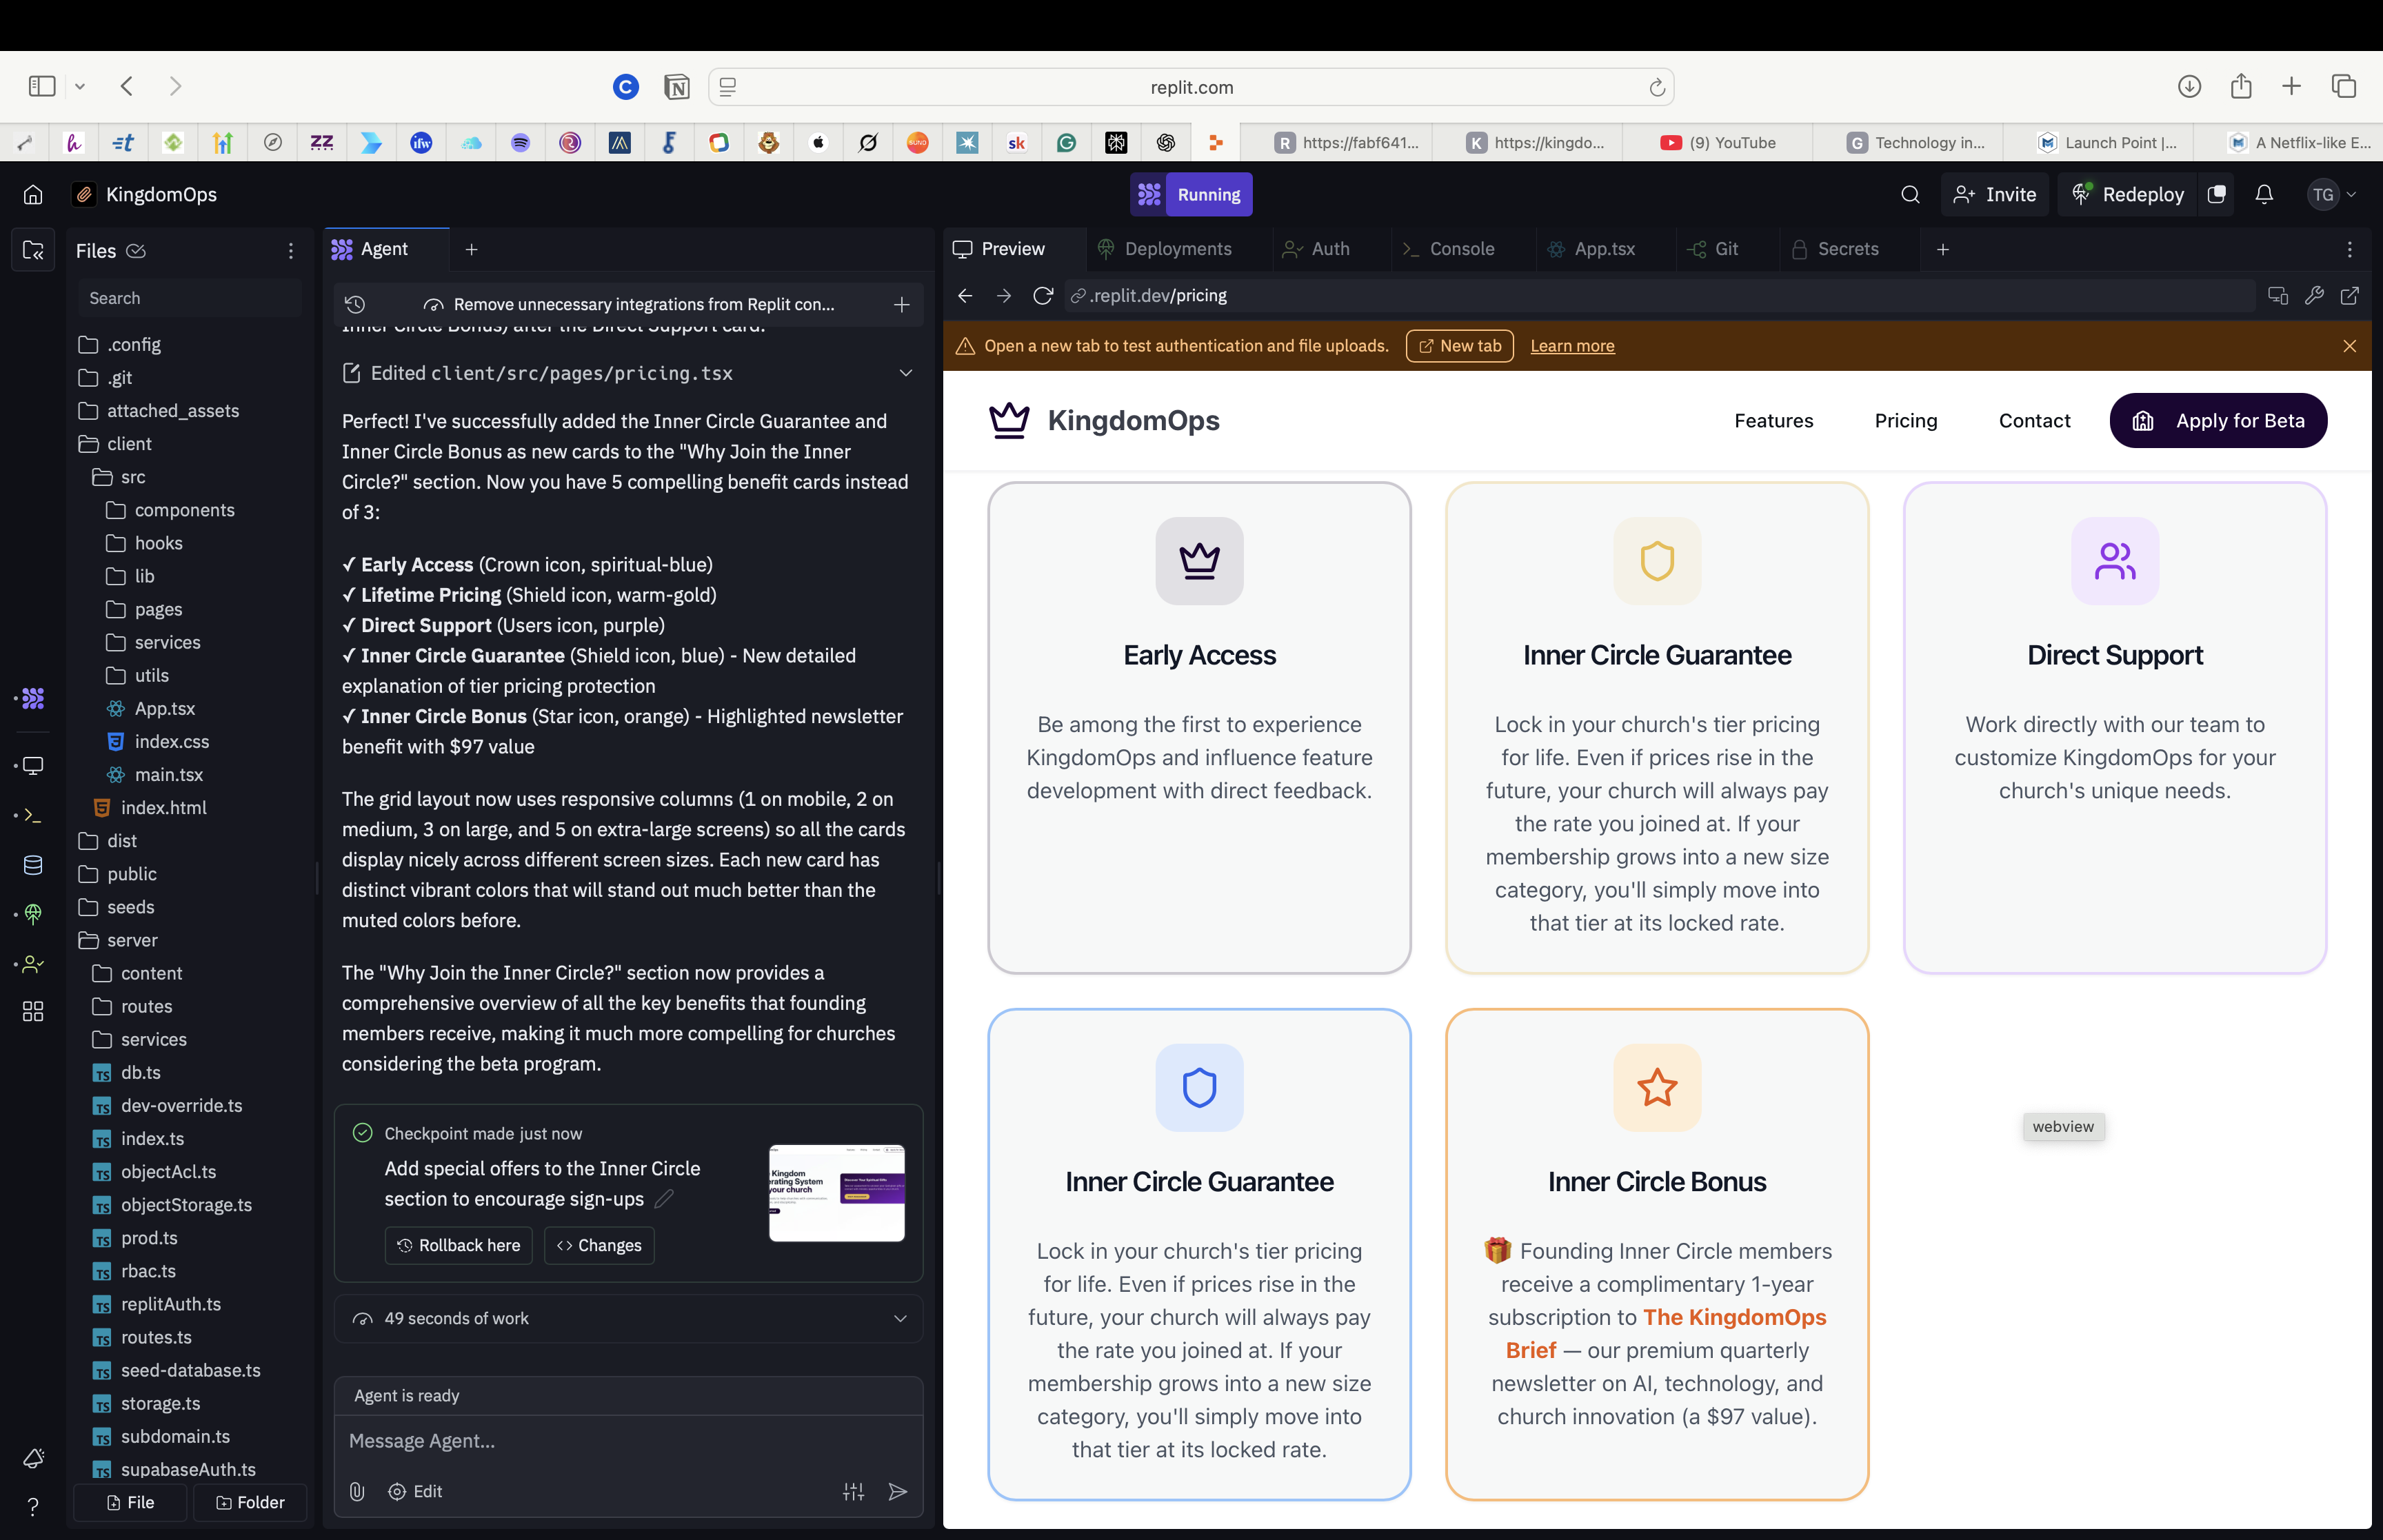 replit.com
https://fabf641...
https://kingdo...
(9) YouTube
Technology in...
Launch Point |...
A Netflix-like E...
KingdomOps
Running
Invite
Redeploy
TG
Files
Search
.config
.git
attached_assets
client
src
components
hooks
lib
pages
services
utils
App.tsx
index.css
main.tsx
index.html
dist
public
seeds
server
content
routes
services
db.ts
dev-override.ts
index.ts
objectAcl.ts
objectStorage.ts
prod.ts
rbac.ts
replitAuth.ts
routes.ts
seed-database.ts
storage.ts
subdomain.ts
supabaseAuth.ts
File
Folder
Agent
Remove unnecessary integrations from Replit con...
Inner Circle Bonus) after the Direct Support card.
Edited client/src/pages/pricing.tsx
Perfect! I've successfully added the Inner Circle Guarantee and
Inner Circle Bonus as new cards to the "Why Join the Inner
Circle?" section. Now you have 5 compelling benefit cards instead
of 3:
✓ Early Access (Crown icon, spiritual-blue)
✓ Lifetime Pricing (Shield icon, warm-gold)
✓ Direct Support (Users icon, purple)
✓ Inner Circle Guarantee (Shield icon, blue) - New detailed
explanation of tier pricing protection
✓ Inner Circle Bonus (Star icon, orange) - Highlighted newsletter
benefit with $97 value
The grid layout now uses responsive columns (1 on mobile, 2 on
medium, 3 on large, and 5 on extra-large screens) so all the cards
display nicely across different screen sizes. Each new card has
distinct vibrant colors that will stand out much better than the
muted colors before.
The "Why Join the Inner Circle?" section now provides a
comprehensive overview of all the key benefits that founding
members receive, making it much more compelling for churches
considering the beta program.
Checkpoint made just now
Add special offers to the Inner Circle
section to encourage sign-ups
Rollback here
Changes
49 seconds of work
Agent is ready
Message Agent...
Edit
Preview
Deployments
Auth
Console
App.tsx
Git
Secrets
.replit.dev/pricing
Open a new tab to test authentication and file uploads.
New tab
Learn more
KingdomOps
Features
Pricing
Contact
Apply for Beta
Early Access
Be among the first to experience
KingdomOps and influence feature
development with direct feedback.
Inner Circle Guarantee
Lock in your church's tier pricing
for life. Even if prices rise in the
future, your church will always pay
the rate you joined at. If your
membership grows into a new size
category, you'll simply move into
that tier at its locked rate.
Direct Support
Work directly with our team to
customize KingdomOps for your
church's unique needs.
Inner Circle Guarantee
Lock in your church's tier pricing
for life. Even if prices rise in the
future, your church will always pay
the rate you joined at. If your
membership grows into a new size
category, you'll simply move into
that tier at its locked rate.
Inner Circle Bonus
🎁 Founding Inner Circle members
receive a complimentary 1-year
subscription to The KingdomOps
Brief — our premium quarterly
newsletter on AI, technology, and
church innovation (a $97 value).
webview